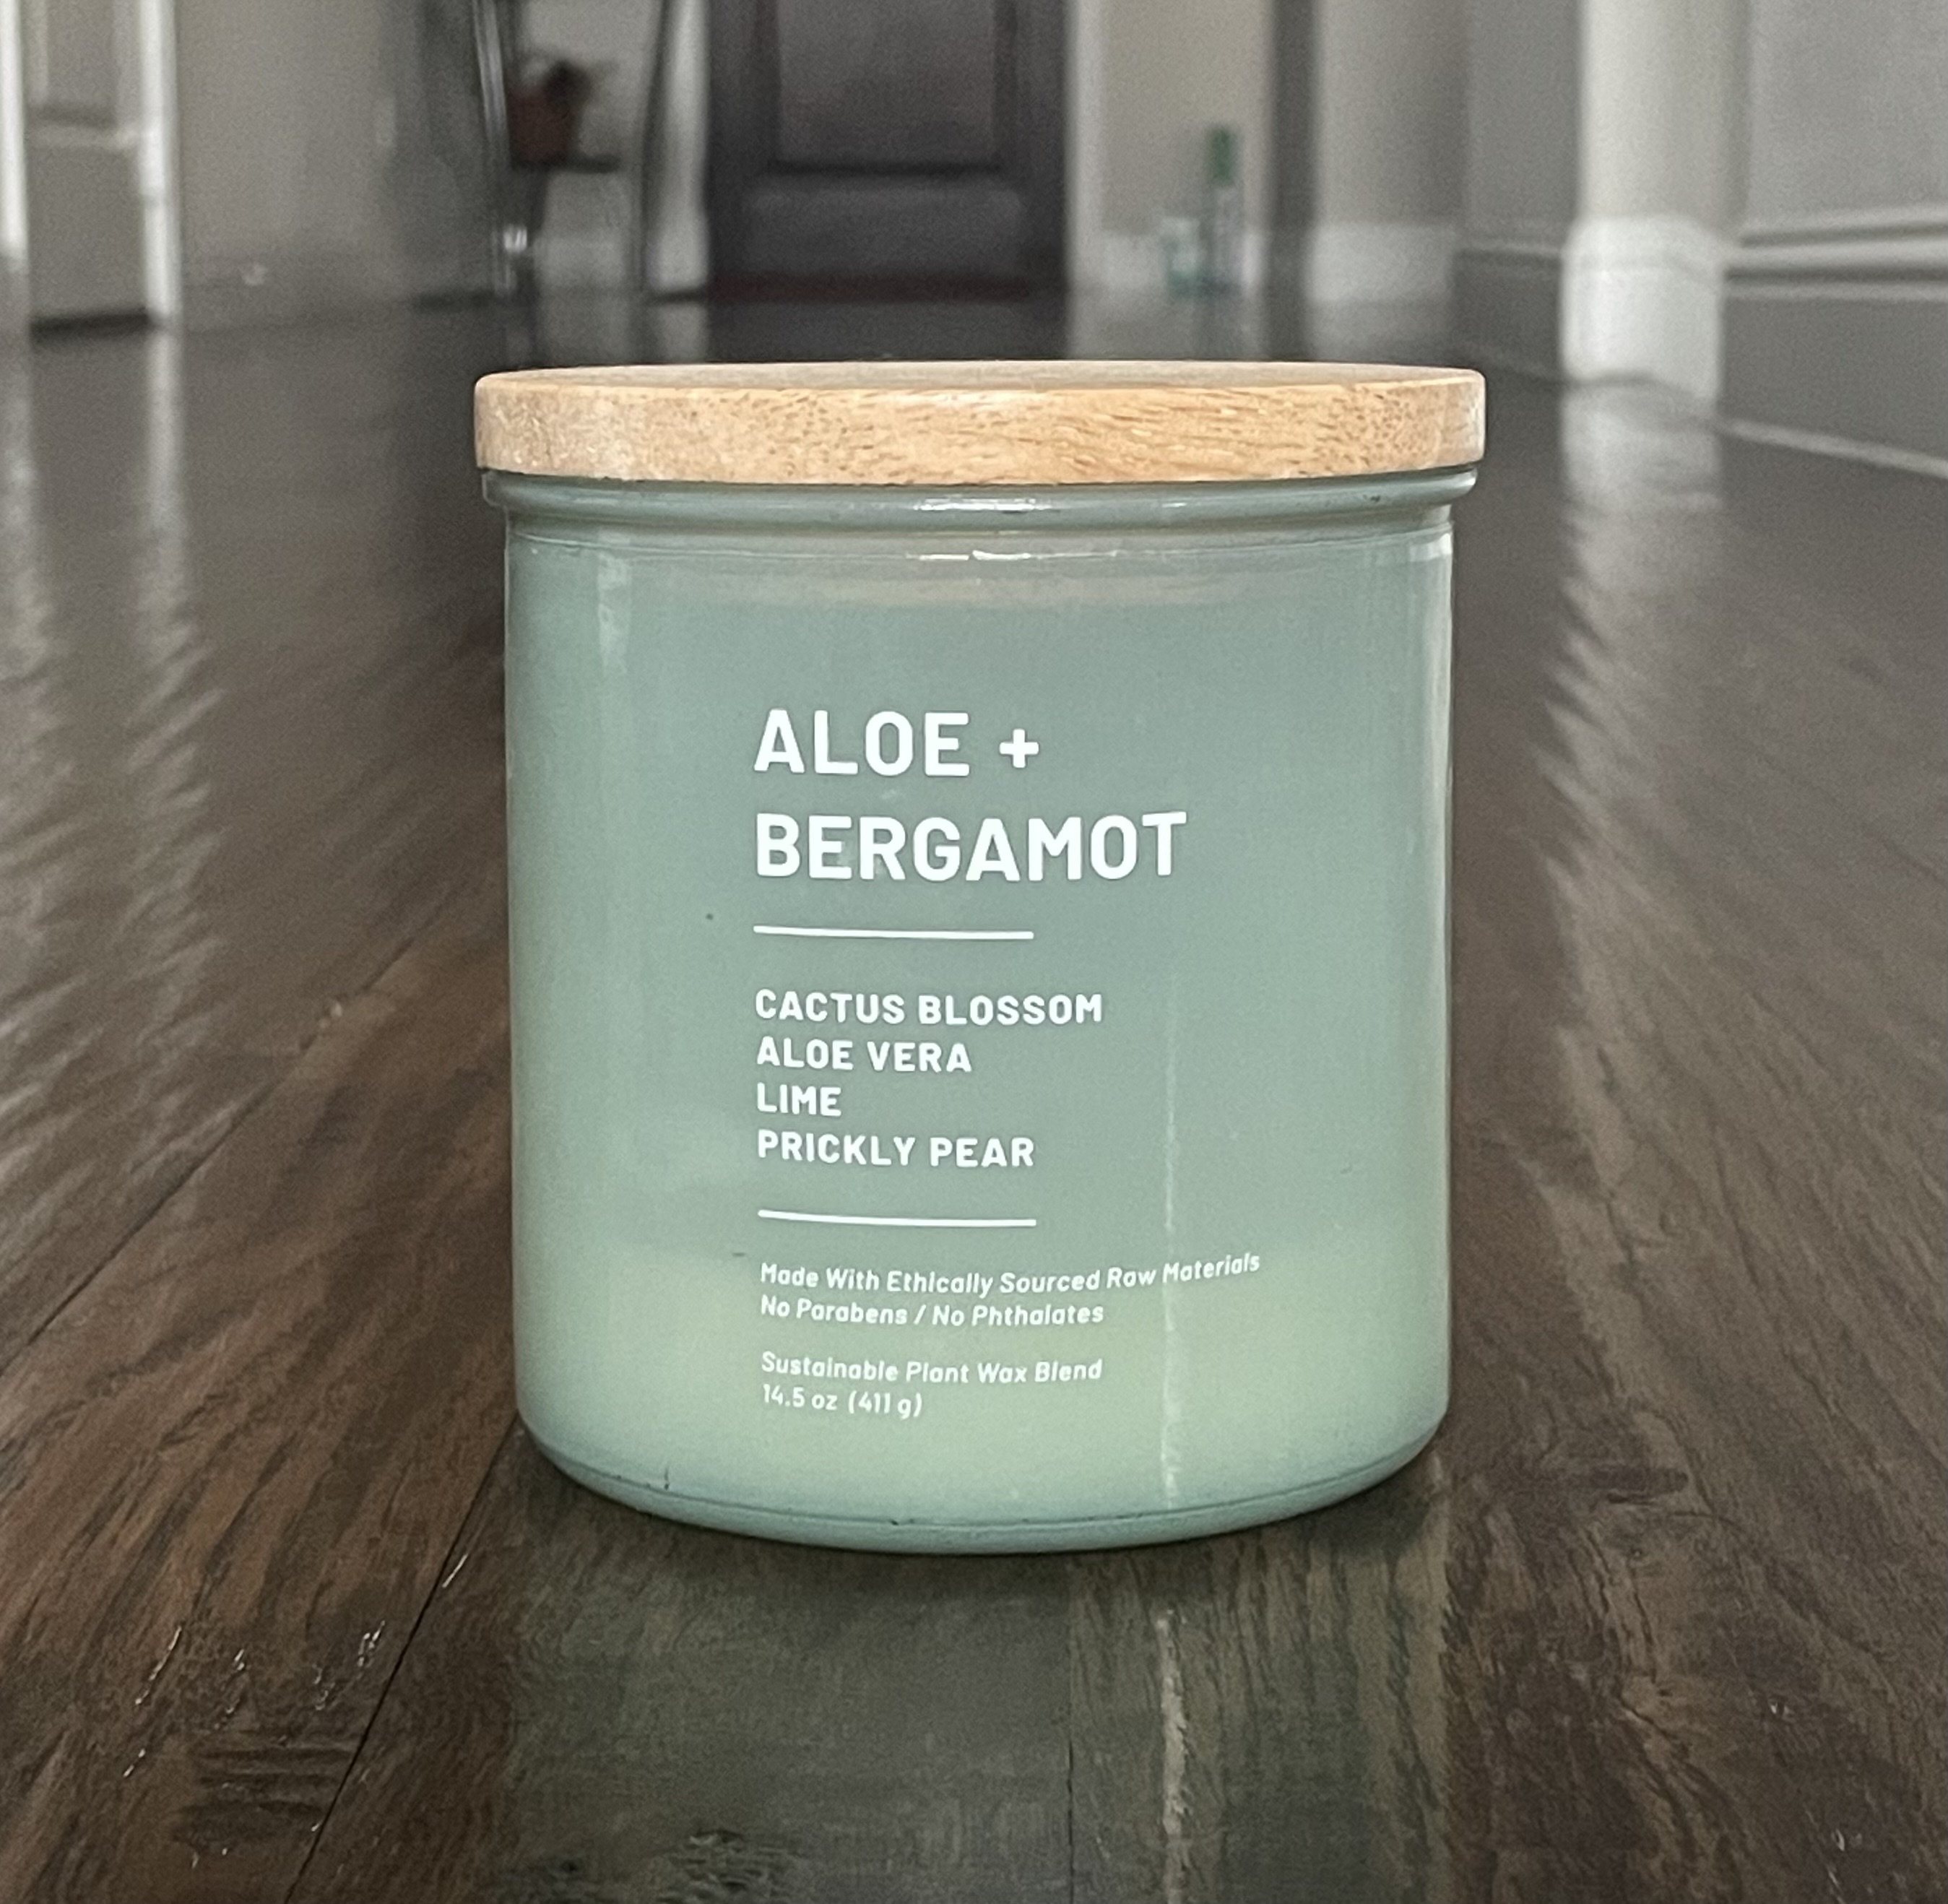 ALOE +
BERGAMOT
CACTUS BLOSSOM
ALOE VERA
LIME
PRICKLY PEAR
Made With Ethically Sourced Raw Materials
No Parabens / No Phthalates
Sustainable Plant Wax Blend
14.5 oz (411 g)